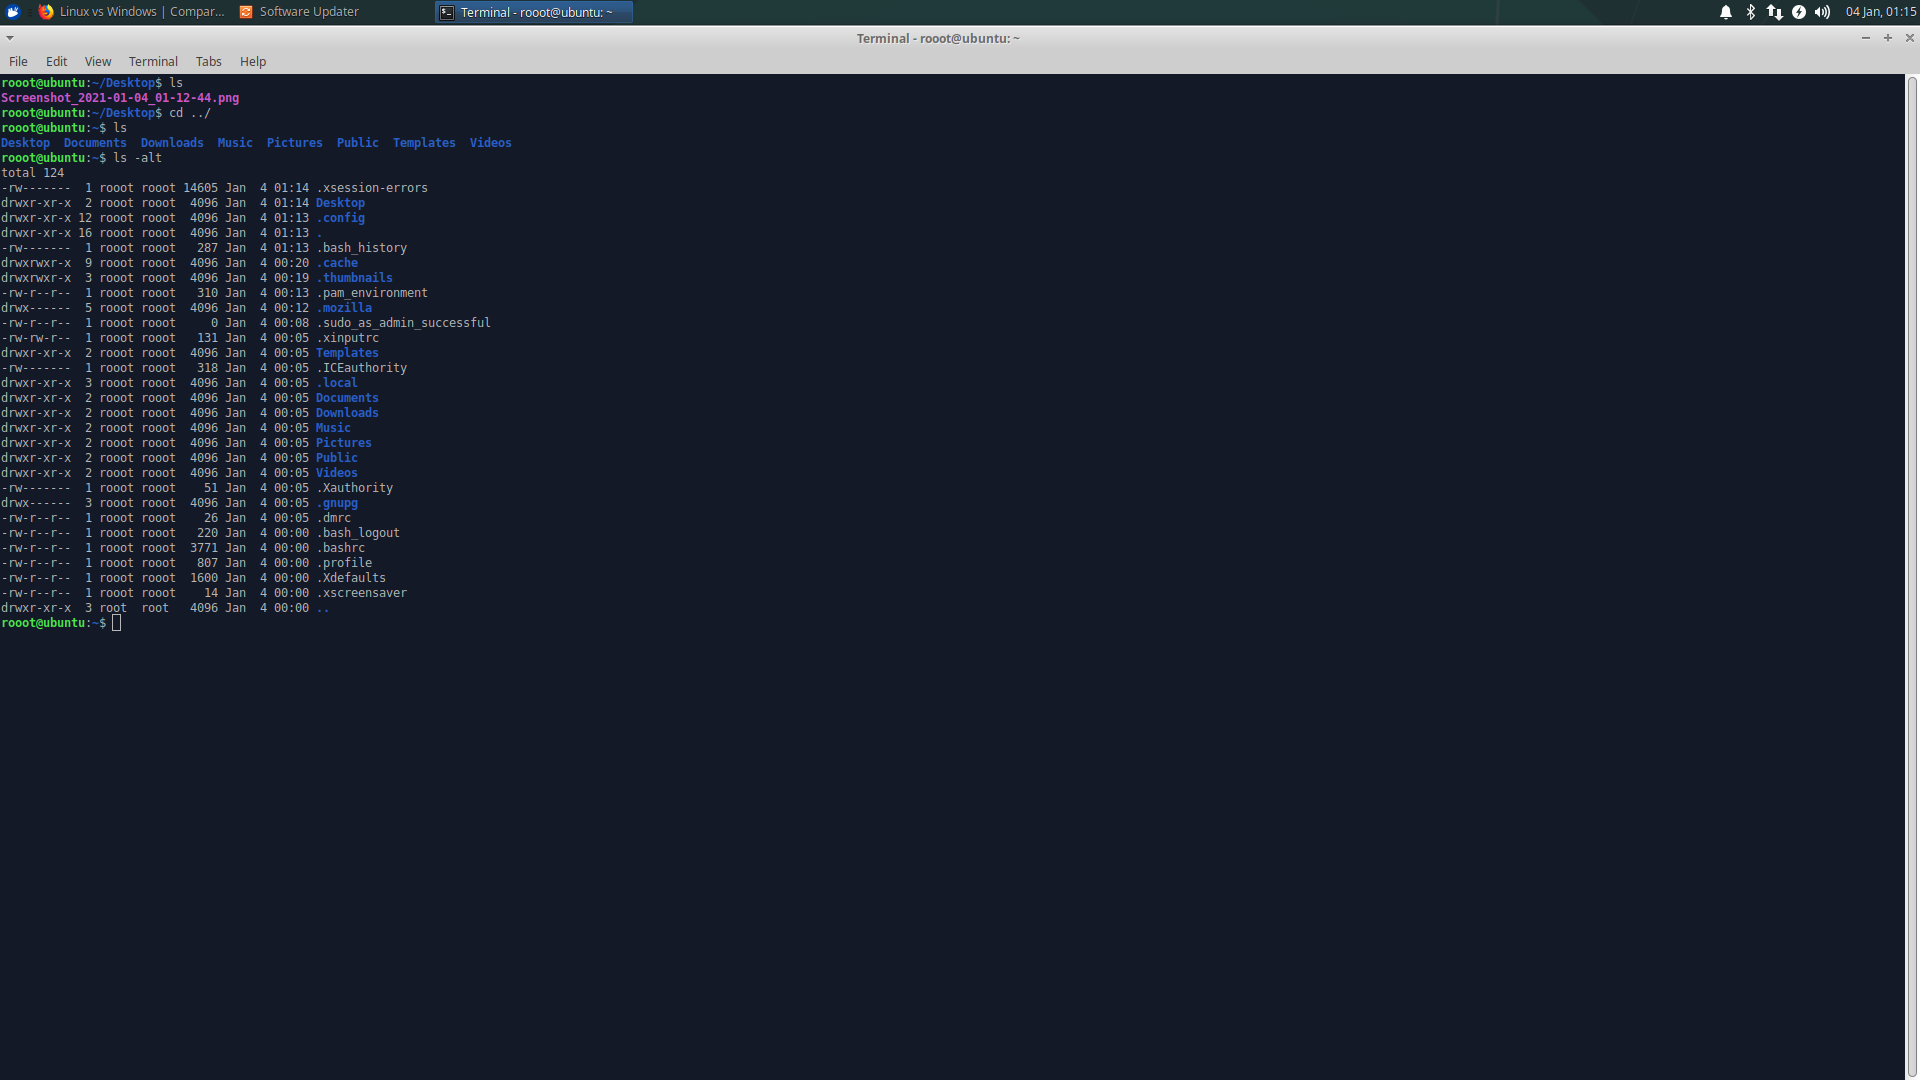 Linux vs Windows | Compar... Software Updater Terminal - rooot@ubuntu: ~ 04 Jan, 01:15
Terminal - rooot@ubuntu: ~
File Edit View Terminal Tabs Help
rooot@ubuntu:~/Desktop$ ls
Screenshot_2021-01-04_01-12-44.png
rooot@ubuntu:~/Desktop$ cd ../
rooot@ubuntu:~$ ls
Desktop  Documents  Downloads  Music  Pictures  Public  Templates  Videos
rooot@ubuntu:~$ ls -alt
total 124
-rw-------  1 rooot rooot 14605 Jan  4 01:14 .xsession-errors
drwxr-xr-x  2 rooot rooot  4096 Jan  4 01:14 Desktop
drwxr-xr-x 12 rooot rooot  4096 Jan  4 01:13 .config
drwxr-xr-x 16 rooot rooot  4096 Jan  4 01:13 .
-rw-------  1 rooot rooot   287 Jan  4 01:13 .bash_history
drwxrwxr-x  9 rooot rooot  4096 Jan  4 00:20 .cache
drwxrwxr-x  3 rooot rooot  4096 Jan  4 00:19 .thumbnails
-rw-r--r--  1 rooot rooot   310 Jan  4 00:13 .pam_environment
drwx------  5 rooot rooot  4096 Jan  4 00:12 .mozilla
-rw-r--r--  1 rooot rooot     0 Jan  4 00:08 .sudo_as_admin_successful
-rw-rw-r--  1 rooot rooot   131 Jan  4 00:05 .xinputrc
drwxr-xr-x  2 rooot rooot  4096 Jan  4 00:05 Templates
-rw-------  1 rooot rooot   318 Jan  4 00:05 .ICEauthority
drwxr-xr-x  3 rooot rooot  4096 Jan  4 00:05 .local
drwxr-xr-x  2 rooot rooot  4096 Jan  4 00:05 Documents
drwxr-xr-x  2 rooot rooot  4096 Jan  4 00:05 Downloads
drwxr-xr-x  2 rooot rooot  4096 Jan  4 00:05 Music
drwxr-xr-x  2 rooot rooot  4096 Jan  4 00:05 Pictures
drwxr-xr-x  2 rooot rooot  4096 Jan  4 00:05 Public
drwxr-xr-x  2 rooot rooot  4096 Jan  4 00:05 Videos
-rw-------  1 rooot rooot    51 Jan  4 00:05 .Xauthority
drwx------  3 rooot rooot  4096 Jan  4 00:05 .gnupg
-rw-r--r--  1 rooot rooot    26 Jan  4 00:05 .dmrc
-rw-r--r--  1 rooot rooot   220 Jan  4 00:00 .bash_logout
-rw-r--r--  1 rooot rooot  3771 Jan  4 00:00 .bashrc
-rw-r--r--  1 rooot rooot   807 Jan  4 00:00 .profile
-rw-r--r--  1 rooot rooot  1600 Jan  4 00:00 .Xdefaults
-rw-r--r--  1 rooot rooot    14 Jan  4 00:00 .xscreensaver
drwxr-xr-x  3 root  root   4096 Jan  4 00:00 ..
rooot@ubuntu:~$